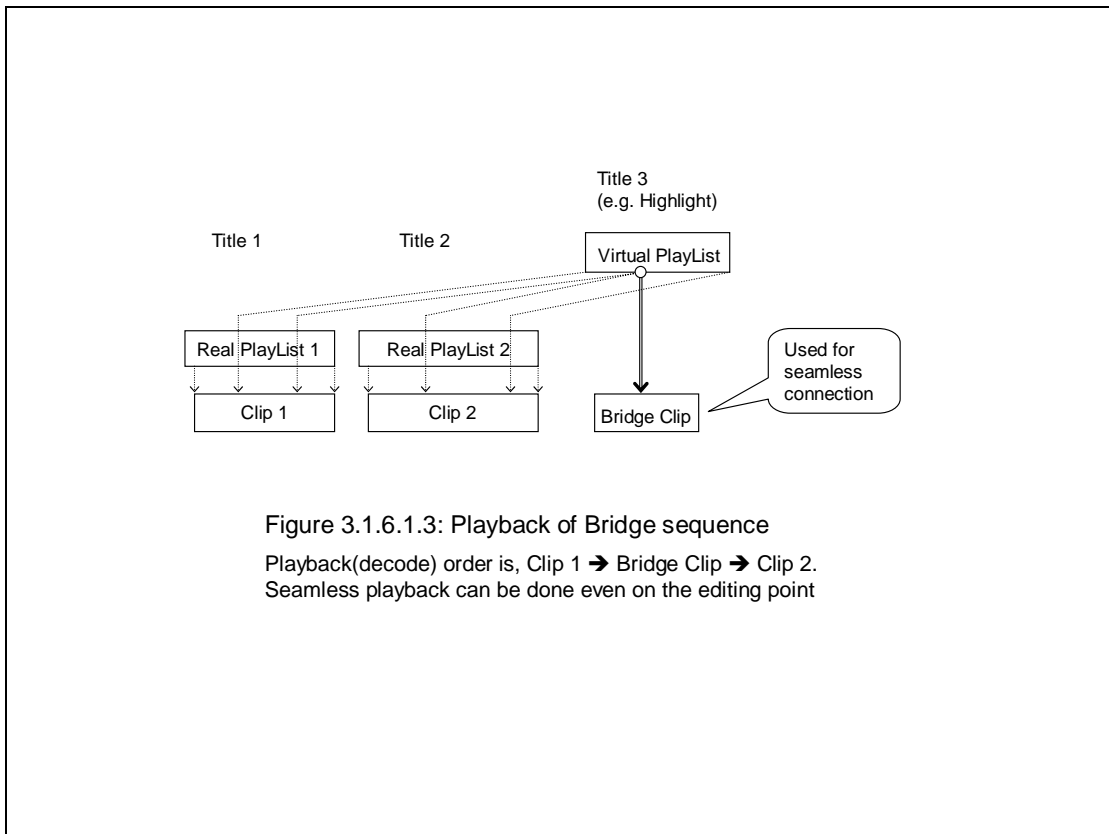 Title 3
(e.g. Highlight)
Title 1
Title 2
Virtual PlayList
Real PlayList 1
Real PlayList 2
Used for
seamless
connection
Clip 1
Clip 2
Bridge Clip
Figure 3.1.6.1.3: Playback of Bridge sequence
Playback(decode) order is, Clip 1 ➔ Bridge Clip ➔ Clip 2.
Seamless playback can be done even on the editing point